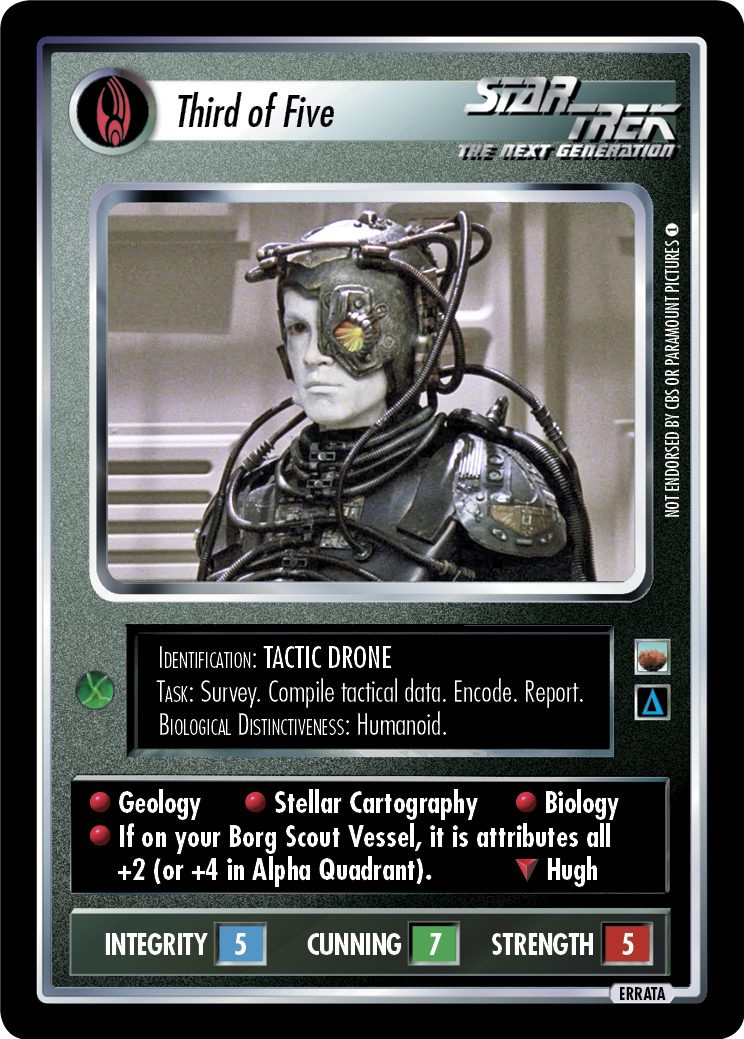 Third of Five
STAR TREK
THE NEXT GENERATION
NOT ENDORSED BY CBS OR PARAMOUNT PICTURES 1
IDENTIFICATION: TACTIC DRONE
TASK: Survey. Compile tactical data. Encode. Report.
BIOLOGICAL DISTINCTIVENESS: Humanoid.
Δ
Geology Stellar Cartography Biology
If on your Borg Scout Vessel, it is attributes all
+2 (or +4 in Alpha Quadrant). Hugh
INTEGRITY 5 CUNNING 7 STRENGTH 5
ERRATA